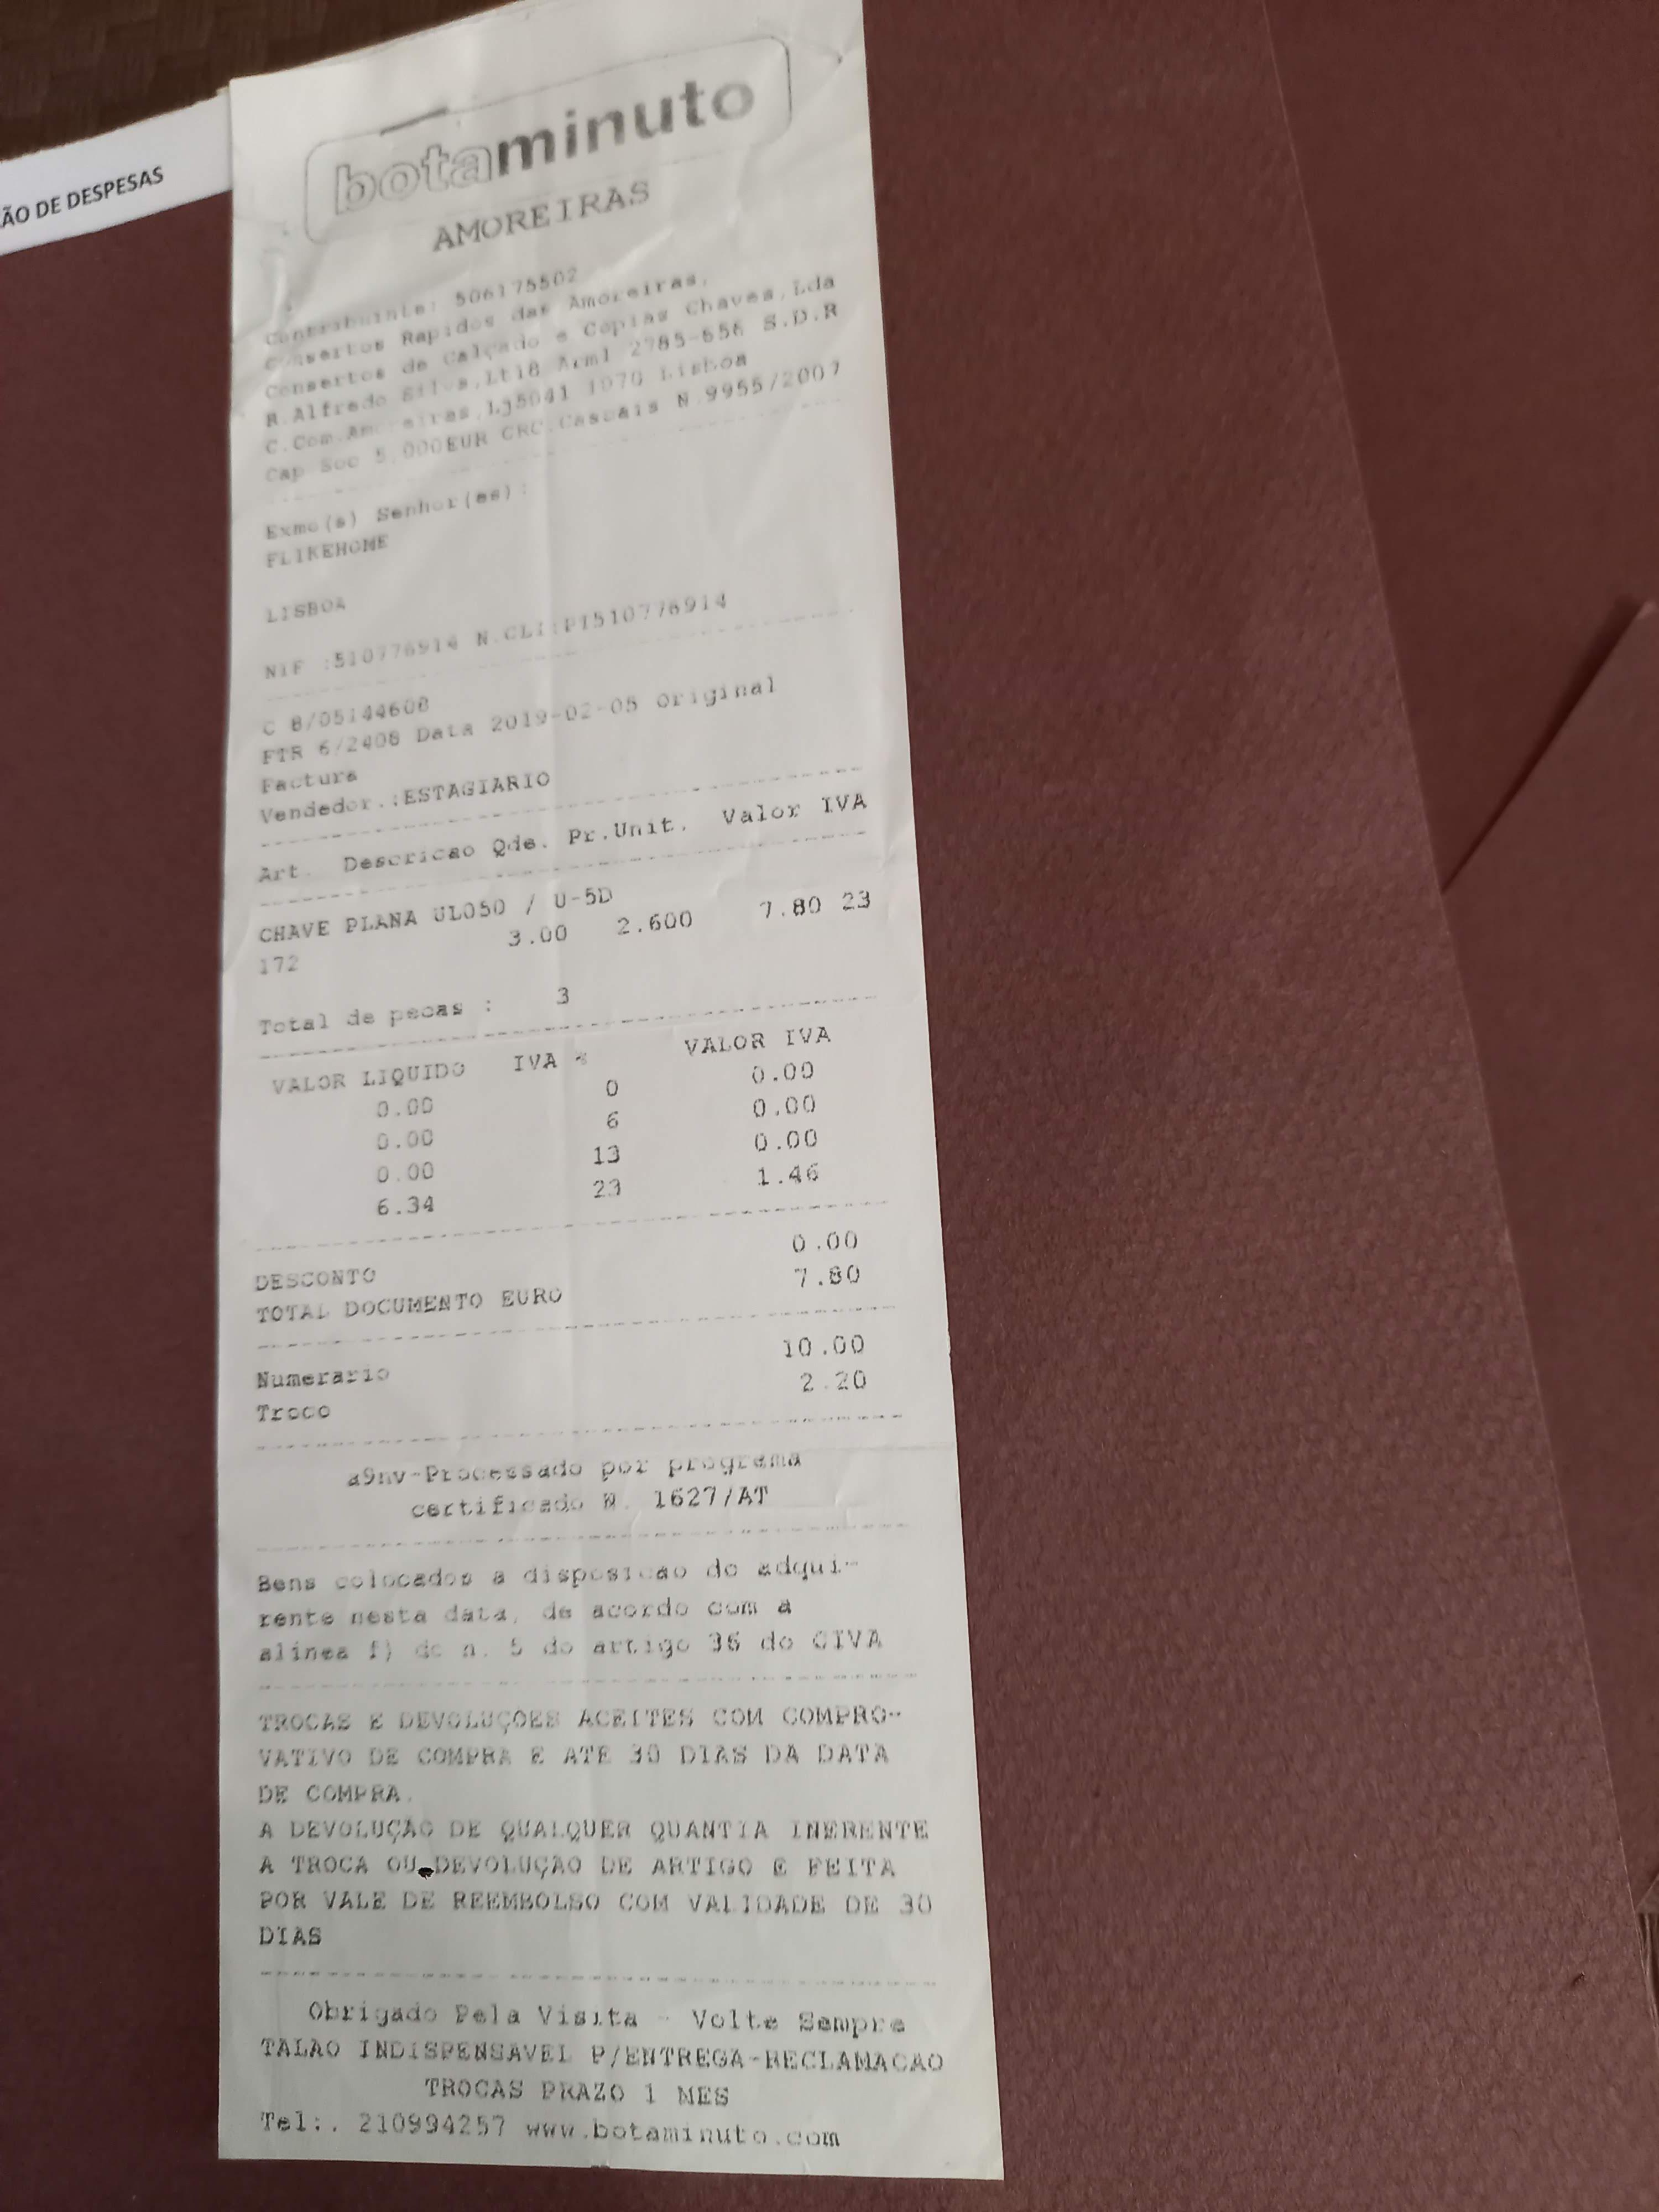 ÃO DE DESPESAS
botaminuto
AMOREIRAS
Contribuinte: 506175502
Consertos Rapidos das Amoreiras,
Consertos de Calçado e Copias Chaves,Lda
R.Alfredo Silva,Lt18 Arm1 2785-656 S.D.R
C.Com.Amoreiras,Lj5041 1070 Lisboa
Cap Soc 5.000EUR CRC.Cascais N.9955/2007
Exmo(s) Senhor(es):
FLIKEHOME
LISBOA
NIF :510776914 N.CLI:PT510776914
C 8/05144608
FTR 6/2408 Data 2019-02-05 Original
Factura
Vendedor.:ESTAGIARIO
Art. Descricao Qde. Pr.Unit. Valor IVA
CHAVE PLANA UL050 / U-5D
172 3.00 2.600 7.80 23
Total de pecas : 3
VALOR LIQUIDO IVA % VALOR IVA
0.00 0 0.00
0.00 6 0.00
0.00 13 0.00
6.34 23 1.46
DESCONTO 0.00
TOTAL DOCUMENTO EURO 7.80
Numerario 10.00
Troco 2.20
a9nv-Processado por programa
certificado N. 1627/AT
Bens colocados a disposicao do adqui-
rente nesta data, de acordo com a
alinea f) do n. 5 do artigo 36 do CIVA
TROCAS E DEVOLUÇOES ACEITES COM COMPRO-
VATIVO DE COMPRA E ATE 30 DIAS DA DATA
DE COMPRA.
A DEVOLUÇÃO DE QUALQUER QUANTIA INERENTE
A TROCA OU DEVOLUÇÃO DE ARTIGO E FEITA
POR VALE DE REEMBOLSO COM VALIDADE DE 30
DIAS
Obrigado Pela Visita - Volte Sempre
TALAO INDISPENSAVEL P/ENTREGA-RECLAMACAO
TROCAS PRAZO 1 MES
Tel:. 210994257 www.botaminuto.com